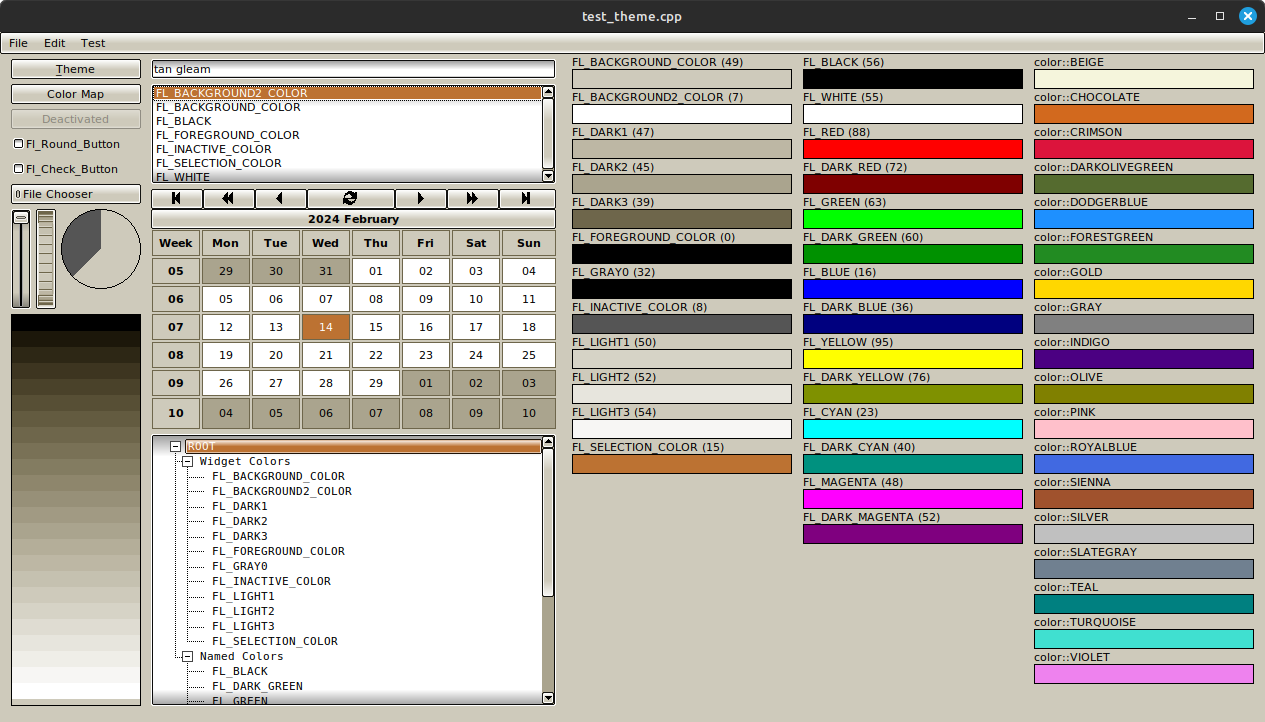 test_theme.cpp
File Edit Test
Theme
Color Map
Deactivated
Fl_Round_Button
Fl_Check_Button
File Chooser
tan gleam
FL_BACKGROUND2_COLOR
FL_BACKGROUND_COLOR
FL_BLACK
FL_FOREGROUND_COLOR
FL_INACTIVE_COLOR
FL_SELECTION_COLOR
FL_WHITE
2024 February
Week Mon Tue Wed Thu Fri Sat Sun
05 29 30 31 01 02 03 04
06 05 06 07 08 09 10 11
07 12 13 14 15 16 17 18
08 19 20 21 22 23 24 25
09 26 27 28 29 01 02 03
10 04 05 06 07 08 09 10
ROOT
Widget Colors
FL_BACKGROUND_COLOR
FL_BACKGROUND2_COLOR
FL_DARK1
FL_DARK2
FL_DARK3
FL_FOREGROUND_COLOR
FL_GRAY0
FL_INACTIVE_COLOR
FL_LIGHT1
FL_LIGHT2
FL_LIGHT3
FL_SELECTION_COLOR
Named Colors
FL_BLACK
FL_DARK_GREEN
FL_GREEN
FL_BACKGROUND_COLOR (49)
FL_BACKGROUND2_COLOR (7)
FL_DARK1 (47)
FL_DARK2 (45)
FL_DARK3 (39)
FL_FOREGROUND_COLOR (0)
FL_GRAY0 (32)
FL_INACTIVE_COLOR (8)
FL_LIGHT1 (50)
FL_LIGHT2 (52)
FL_LIGHT3 (54)
FL_SELECTION_COLOR (15)
FL_BLACK (56)
FL_WHITE (55)
FL_RED (88)
FL_DARK_RED (72)
FL_GREEN (63)
FL_DARK_GREEN (60)
FL_BLUE (16)
FL_DARK_BLUE (36)
FL_YELLOW (95)
FL_DARK_YELLOW (76)
FL_CYAN (23)
FL_DARK_CYAN (40)
FL_MAGENTA (48)
FL_DARK_MAGENTA (52)
color::BEIGE
color::CHOCOLATE
color::CRIMSON
color::DARKOLIVEGREEN
color::DODGERBLUE
color::FORESTGREEN
color::GOLD
color::GRAY
color::INDIGO
color::OLIVE
color::PINK
color::ROYALBLUE
color::SIENNA
color::SILVER
color::SLATEGRAY
color::TEAL
color::TURQUOISE
color::VIOLET